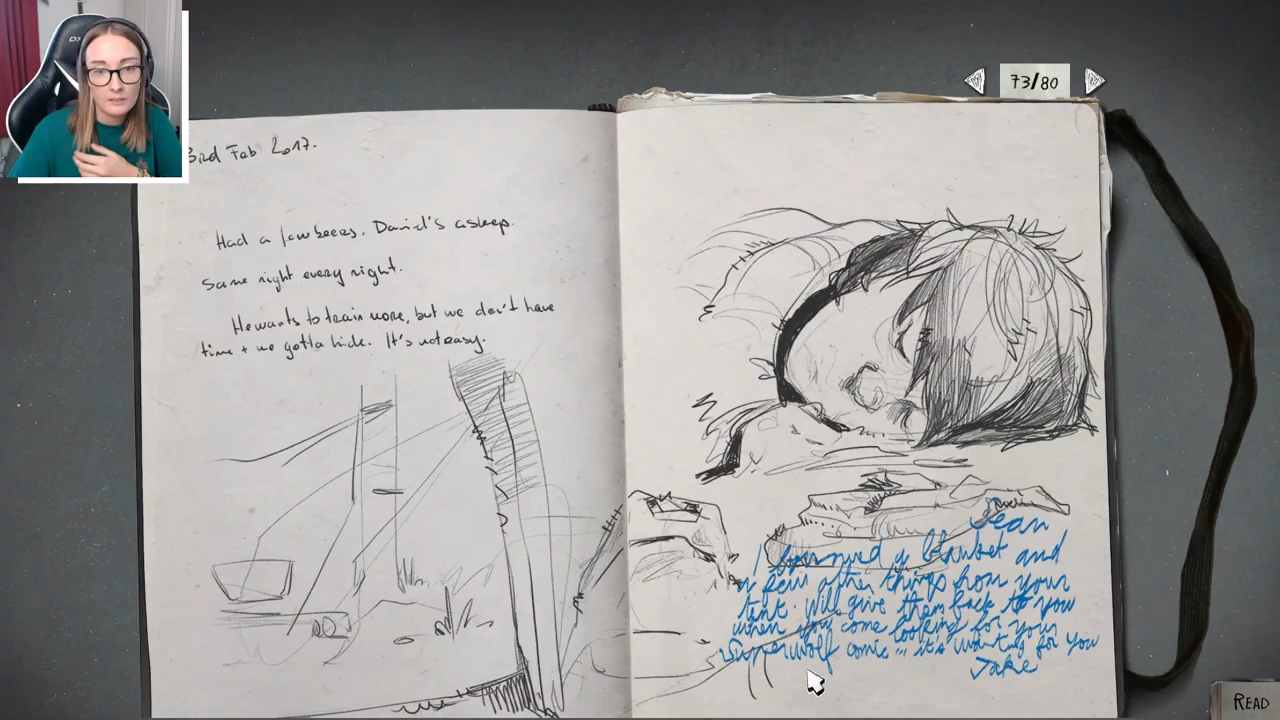 73/80
3rd Feb 2017.
Had a few beers. Daniel's asleep.
Same night every night.
He wants to train more, but we don't have
time + we gotta hide. It's not easy.
Sean
I borrowed a blanket and
a few other things from your
tent. Will give them back to you
when you come looking for your
Superwolf comic... it's waiting for you
Jake
READ